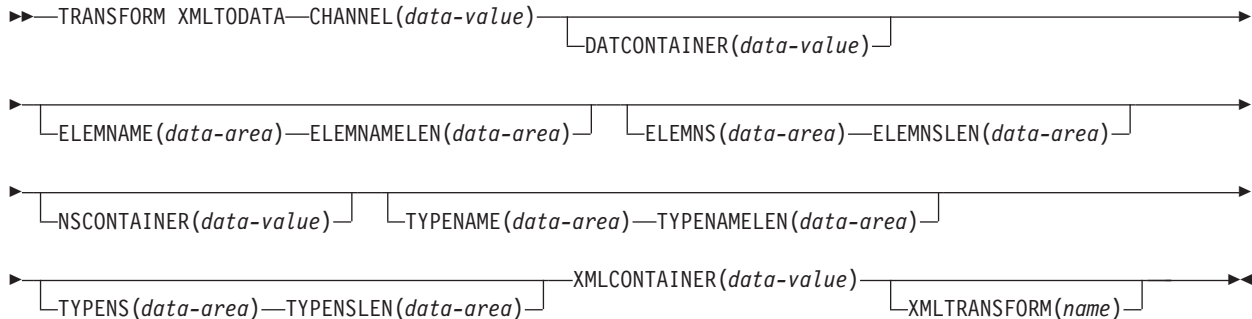 TRANSFORM XMLTODATA CHANNEL(data-value)
DATCONTAINER(data-value)
ELEMNAME(data-area) ELEMNAMELEN(data-area) ELEMNS(data-area) ELEMNSLEN(data-area)
NSCONTAINER(data-value) TYPENAME(data-area) TYPENAMELEN(data-area)
XMLCONTAINER(data-value)
TYPENS(data-area) TYPENSLEN(data-area) XMLTRANSFORM(name)